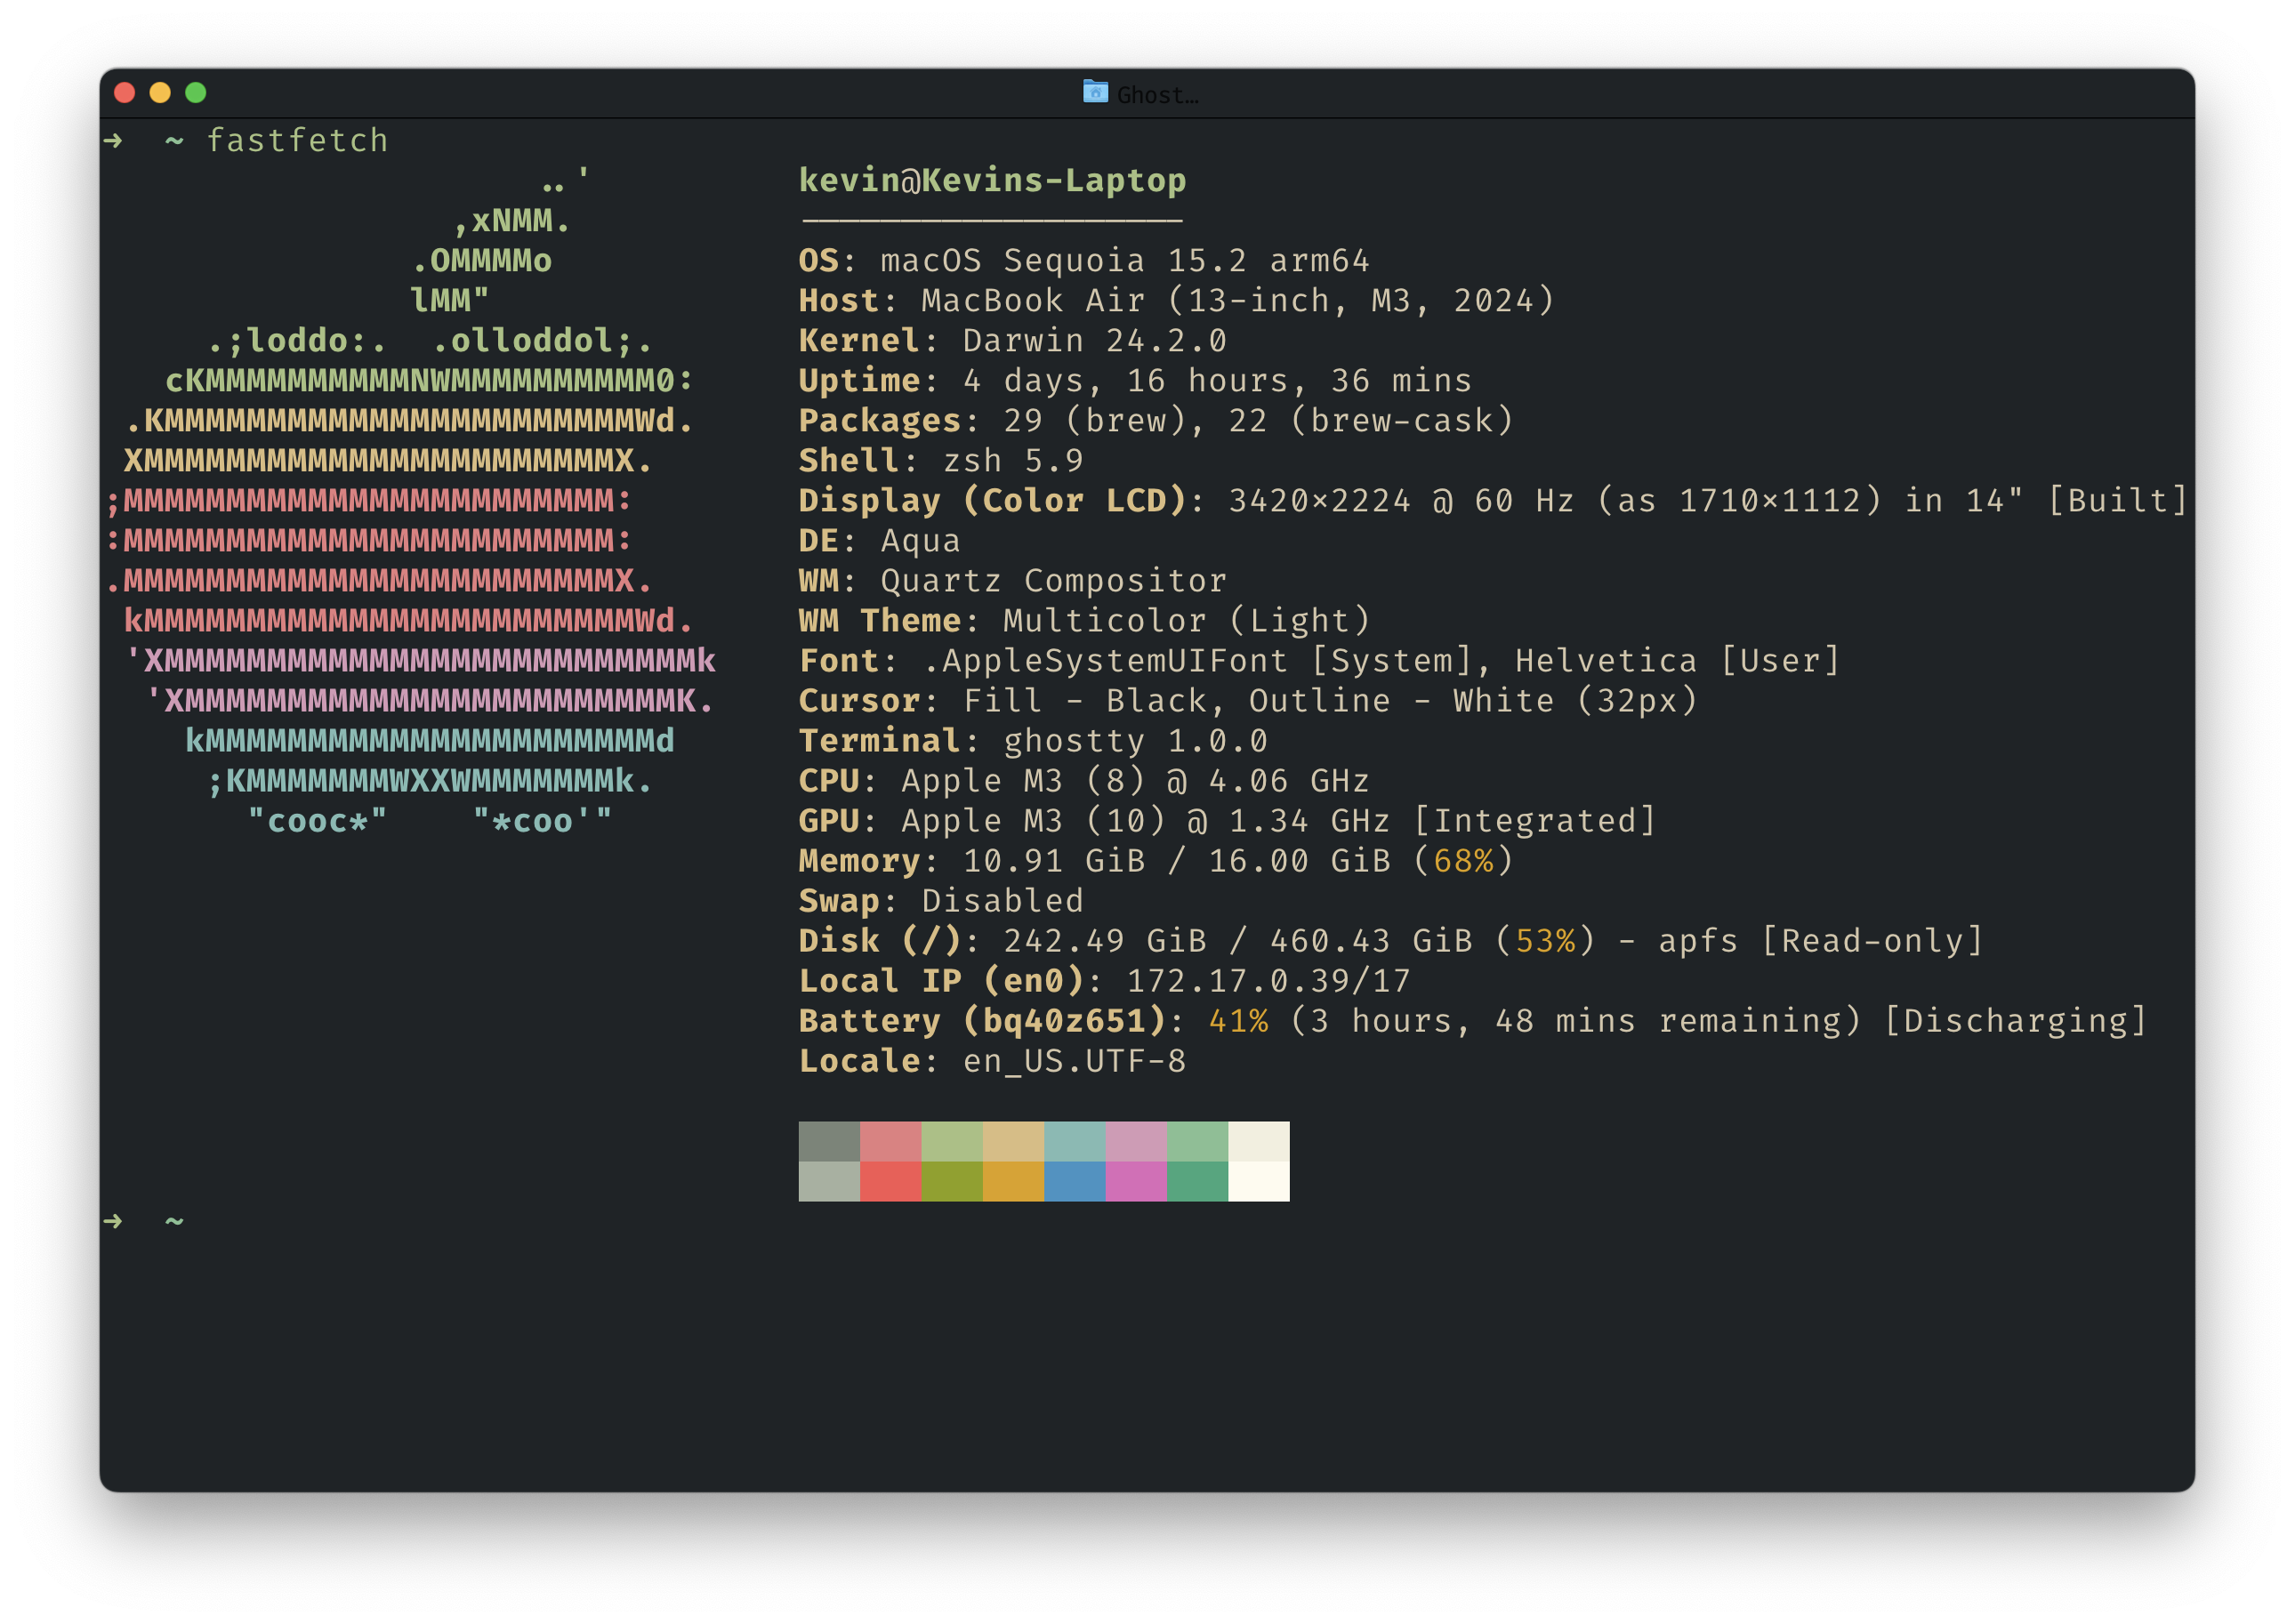 Ghost…
➜  ~ fastfetch
                     ..'
                 ,xNMM.
               .OMMMMo
               lMM"
     .;loddo:.  .olloddol;.
   cKMMMMMMMMMMNWMMMMMMMMMM0:
 .KMMMMMMMMMMMMMMMMMMMMMMMWd.
 XMMMMMMMMMMMMMMMMMMMMMMMX.
;MMMMMMMMMMMMMMMMMMMMMMMM:
:MMMMMMMMMMMMMMMMMMMMMMMM:
.MMMMMMMMMMMMMMMMMMMMMMMMX.
 kMMMMMMMMMMMMMMMMMMMMMMMMWd.
 'XMMMMMMMMMMMMMMMMMMMMMMMMMMk
  'XMMMMMMMMMMMMMMMMMMMMMMMMK.
    kMMMMMMMMMMMMMMMMMMMMMMd
     ;KMMMMMMMWXXWMMMMMMMk.
       "cooc*"    "*coo'"
kevin@Kevins-Laptop
-------------------
OS: macOS Sequoia 15.2 arm64
Host: MacBook Air (13-inch, M3, 2024)
Kernel: Darwin 24.2.0
Uptime: 4 days, 16 hours, 36 mins
Packages: 29 (brew), 22 (brew-cask)
Shell: zsh 5.9
Display (Color LCD): 3420×2224 @ 60 Hz (as 1710×1112) in 14" [Built]
DE: Aqua
WM: Quartz Compositor
WM Theme: Multicolor (Light)
Font: .AppleSystemUIFont [System], Helvetica [User]
Cursor: Fill - Black, Outline - White (32px)
Terminal: ghostty 1.0.0
CPU: Apple M3 (8) @ 4.06 GHz
GPU: Apple M3 (10) @ 1.34 GHz [Integrated]
Memory: 10.91 GiB / 16.00 GiB (68%)
Swap: Disabled
Disk (/): 242.49 GiB / 460.43 GiB (53%) - apfs [Read-only]
Local IP (en0): 172.17.0.39/17
Battery (bq40z651): 41% (3 hours, 48 mins remaining) [Discharging]
Locale: en_US.UTF-8
➜  ~